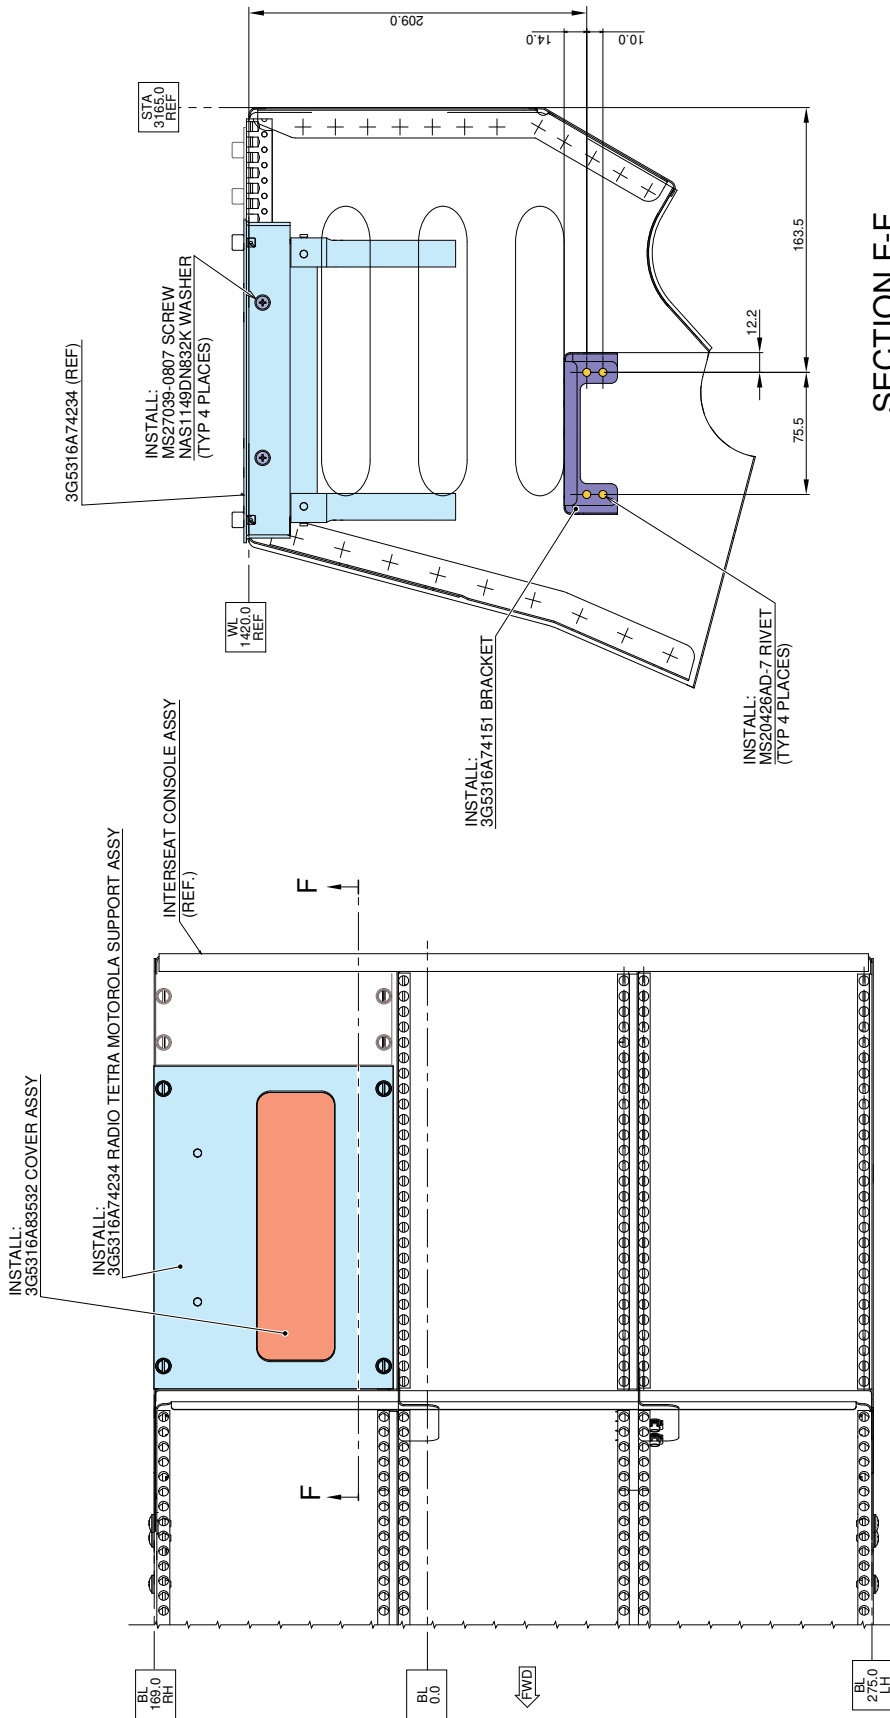 INSTALL:
3G5316A83532 COVER ASSY
INSTALL:
3G5316A74234 RADIO TETRA MOTOROLA SUPPORT ASSY
INTERSEAT CONSOLE ASSY
(REF.)
F
F
BL
169.0
RH
BL
0.0
FWD
BL
275.0
LH
3G5316A74234 (REF)
INSTALL:
MS27039-0807 SCREW
NAS1149DN832K WASHER
(TYP 4 PLACES)
STA
3165.0
REF
WL
1420.0
REF
209.0
14.0
10.0
163.5
12.2
75.5
INSTALL:
3G5316A74151 BRACKET
INSTALL:
MS20426AD-7 RIVET
(TYP 4 PLACES)
SECTION F-F